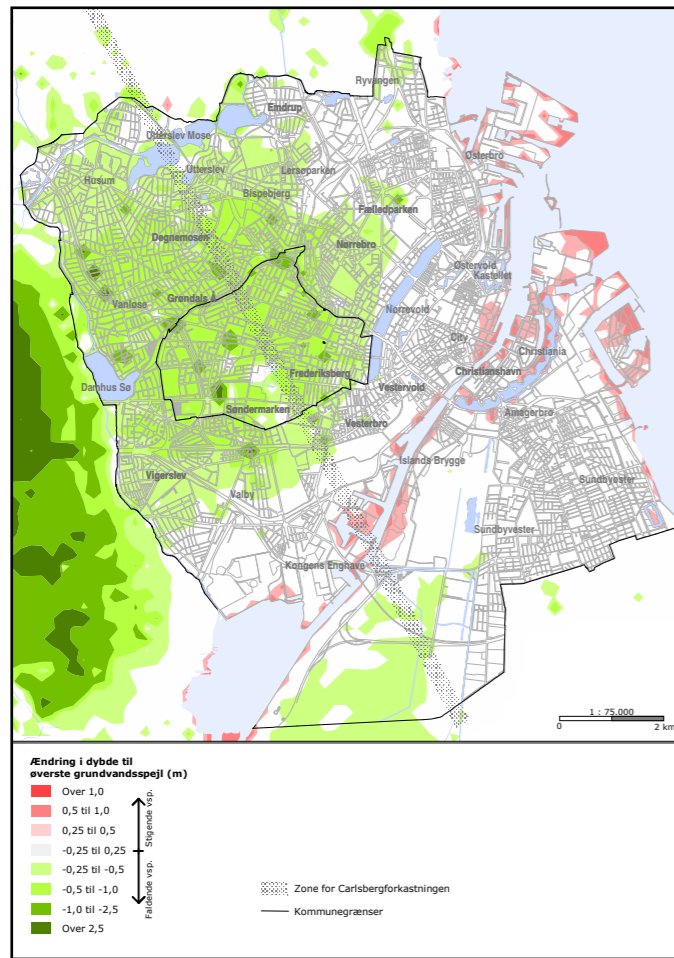 Ryvangen
Emdrup
Utterslev Mose
Østerbro
Utterslev
Lersøparken
Husum
Bispebjerg
Fælledparken
Degnemosen
Nørrebro
Østervold
Kastellet
Grøndals Å
Vanløse
Nørrevold
City
Christiania
Frederiksberg
Christianshavn
Damhus Sø
Vestervold
Søndermarken
Amagerbro
Vesterbro
Islands Brygge
Vigerslev
Sundbyøster
Valby
Sundbyvester
Kongens Enghave
1 : 75.000
0 2 km
Ændring i dybde til
øverste grundvandsspejl (m)
Over 1,0
0,5 til 1,0
0,25 til 0,5
-0,25 til 0,25
-0,25 til -0,5
-0,5 til -1,0
-1,0 til -2,5
Over 2,5
Stigende vsp.
Faldende vsp.
Zone for Carlsbergforkastningen
Kommunegrænser